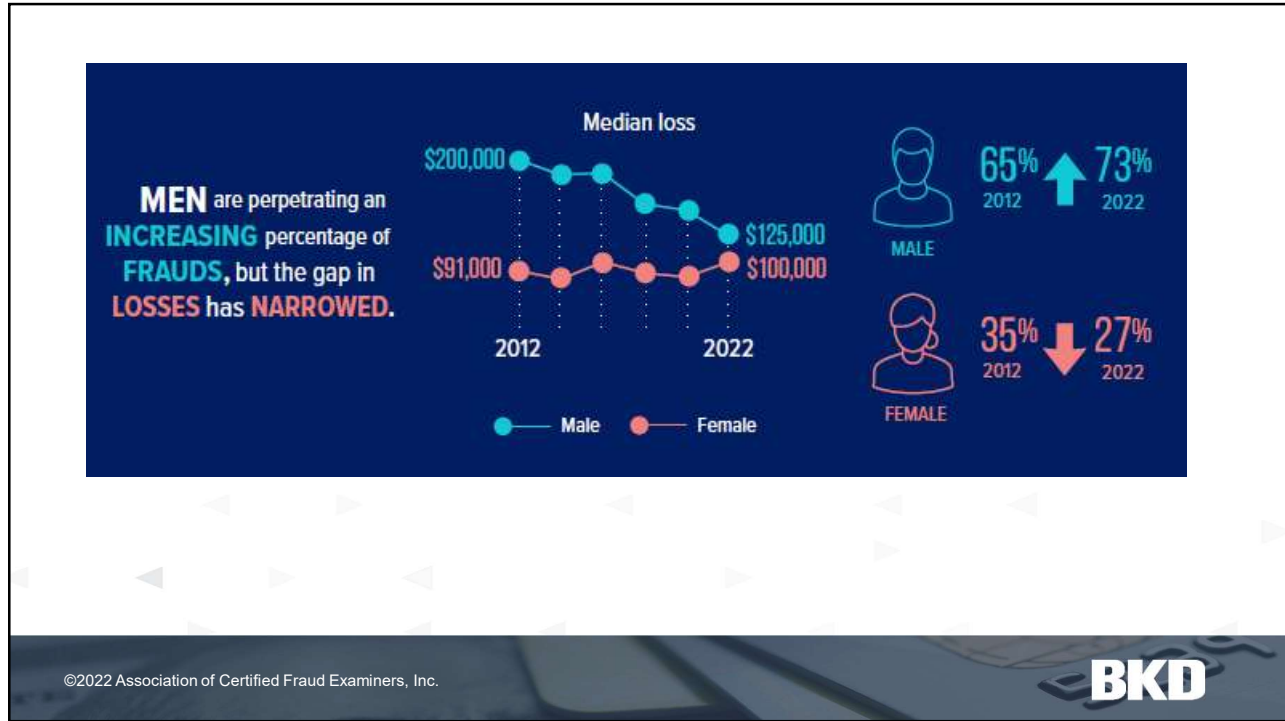 MEN are perpetrating an
INCREASING percentage of
FRAUDS, but the gap in
LOSSES has NARROWED.
Median loss
$200,000
$125,000
$91,000
$100,000
2012
2022
Male
Female
65%
2012
73%
2022
MALE
35%
2012
27%
2022
FEMALE
©2022 Association of Certified Fraud Examiners, Inc.
BKD